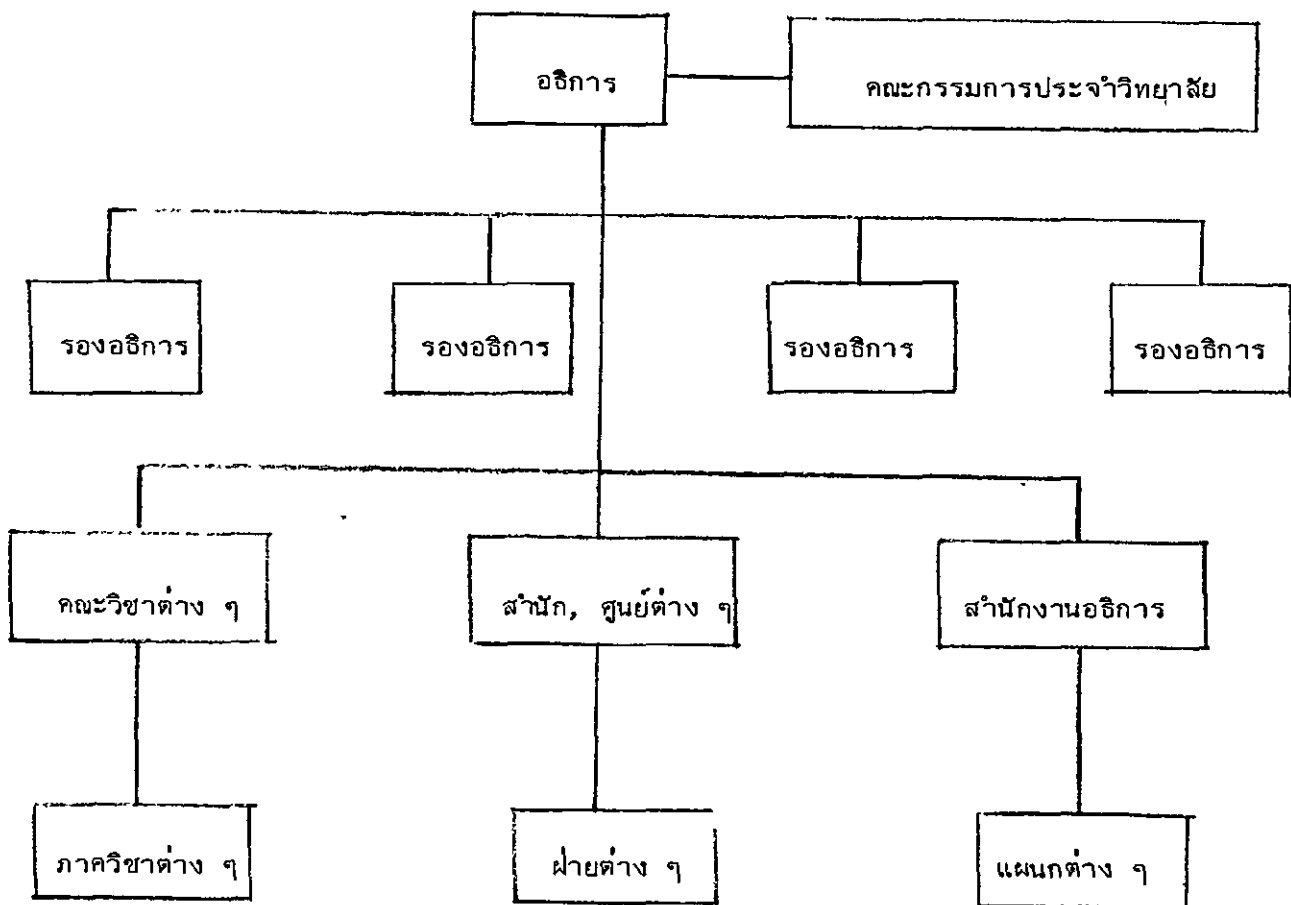 อธิการ
คณะกรรมการประจำวิทยาลัย
รองอธิการ
รองอธิการ
รองอธิการ
รองอธิการ
คณะวิชาต่าง ๆ
สำนัก, ศูนย์ต่าง ๆ
สำนักงานอธิการ
ภาควิชาต่าง ๆ
ฝ่ายต่าง ๆ
แผนกต่าง ๆ